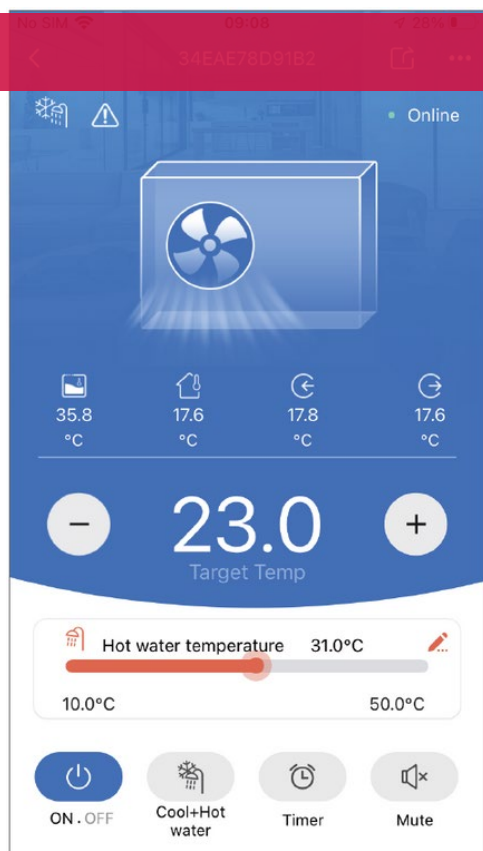 No SIM 09:08 28%
34EAE78D91B2
Online
35.8 17.6 17.8 17.6
°C °C °C °C
− 23.0 +
Target Temp
Hot water temperature 31.0°C
10.0°C 50.0°C
ON . OFF Cool+Hot water Timer Mute